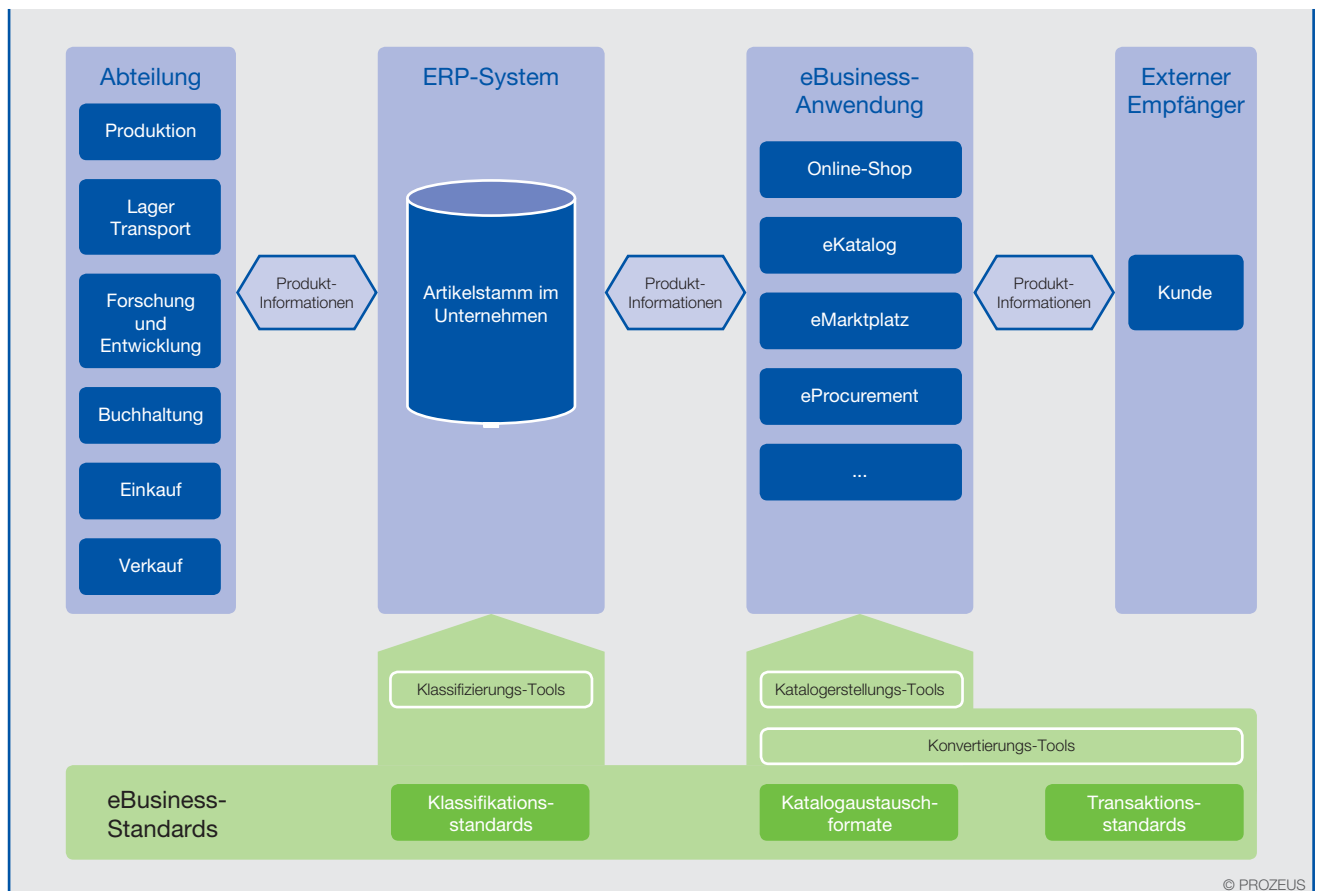 Abteilung
Produktion
Lager
Transport
Forschung
und
Entwicklung
Buchhaltung
Einkauf
Verkauf
Produkt-
Informationen
ERP-System
Artikelstamm im
Unternehmen
Produkt-
Informationen
eBusiness-
Anwendung
Online-Shop
eKatalog
eMarktplatz
eProcurement
...
Produkt-
Informationen
Externer
Empfänger
Kunde
Klassifizierungs-Tools
Katalogerstellungs-Tools
Konvertierungs-Tools
eBusiness-
Standards
Klassifikations-
standards
Katalogaustausch-
formate
Transaktions-
standards
© PROZEUS